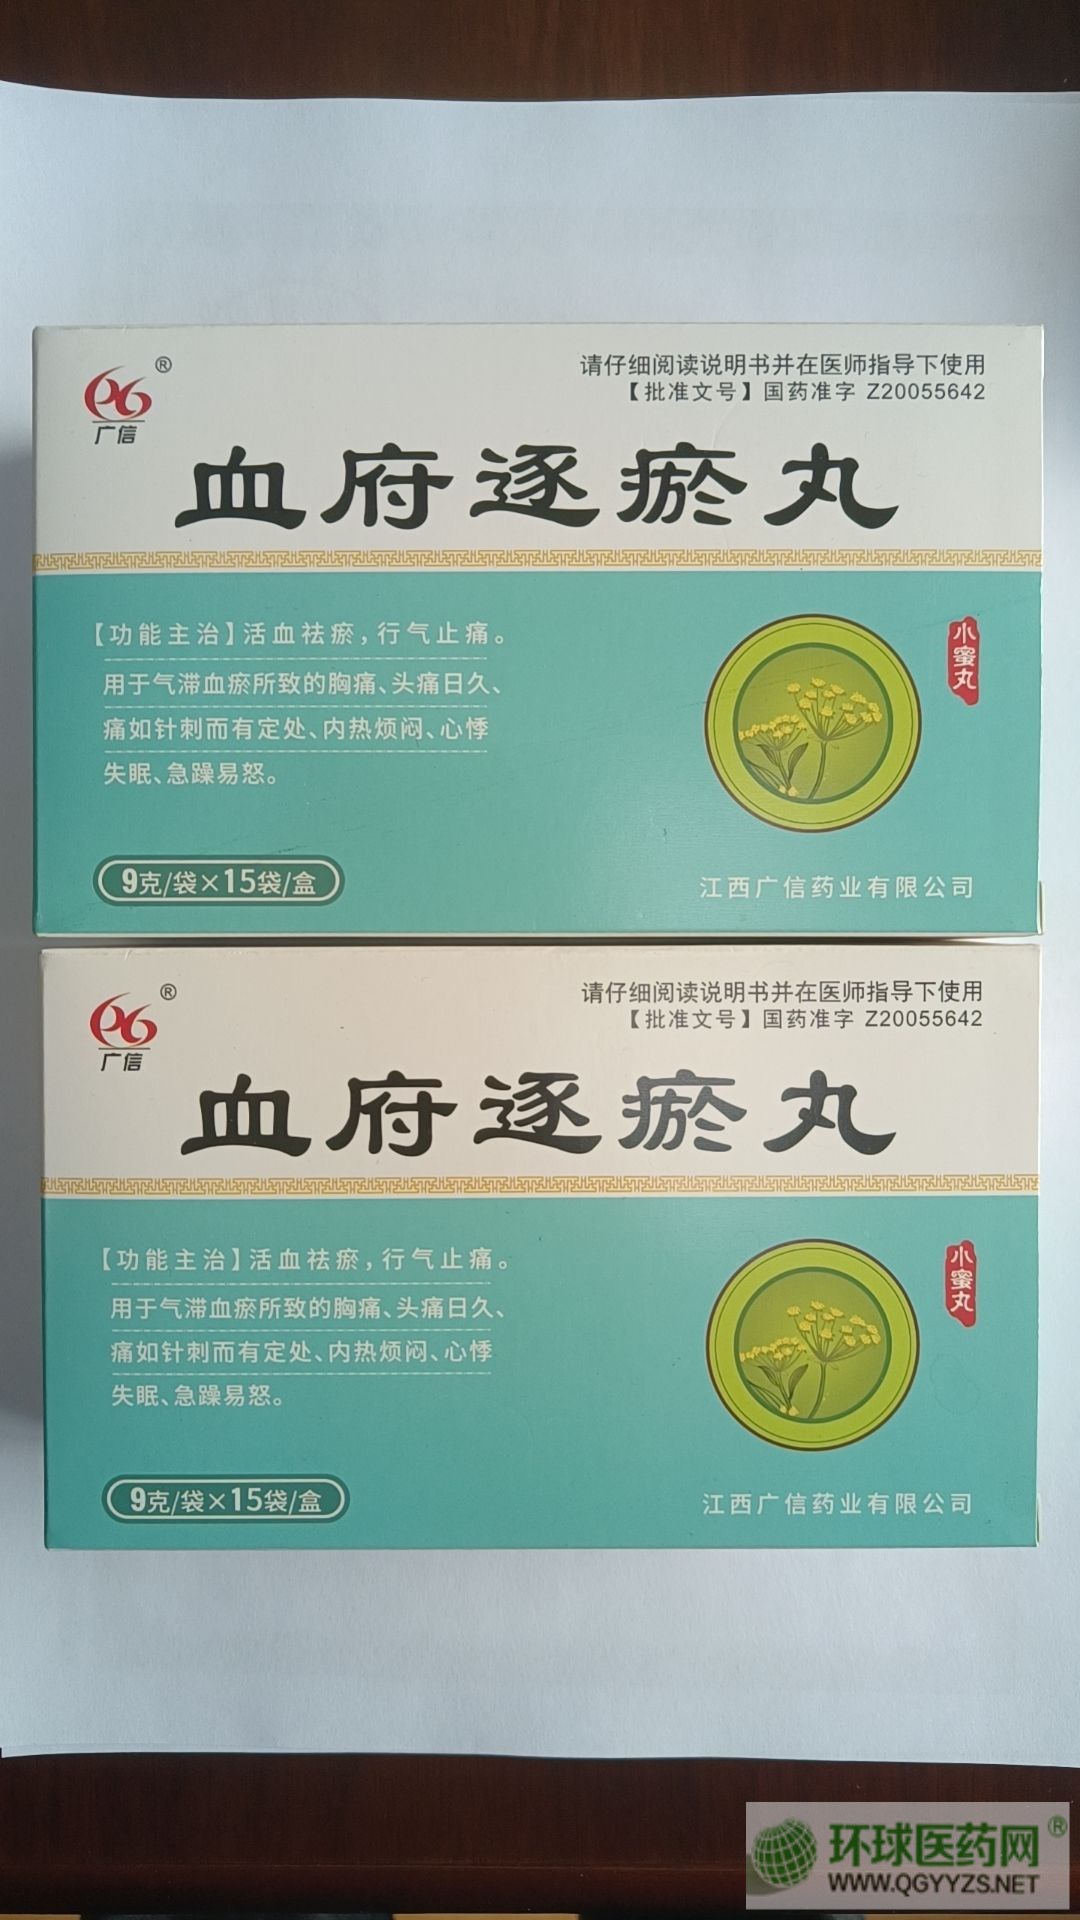 ®
广信
请仔细阅读说明书并在医师指导下使用
【批准文号】国药准字 Z20055642
血府逐瘀丸
【功能主治】活血祛瘀，行气止痛。
用于气滞血瘀所致的胸痛、头痛日久、
痛如针刺而有定处、内热烦闷、心悸
失眠、急躁易怒。
小蜜丸
9克/袋×15袋/盒
江西广信药业有限公司
®
广信
请仔细阅读说明书并在医师指导下使用
【批准文号】国药准字 Z20055642
血府逐瘀丸
【功能主治】活血祛瘀，行气止痛。
用于气滞血瘀所致的胸痛、头痛日久、
痛如针刺而有定处、内热烦闷、心悸
失眠、急躁易怒。
小蜜丸
9克/袋×15袋/盒
江西广信药业有限公司
环球医药网®
WWW.QGYYZS.NET